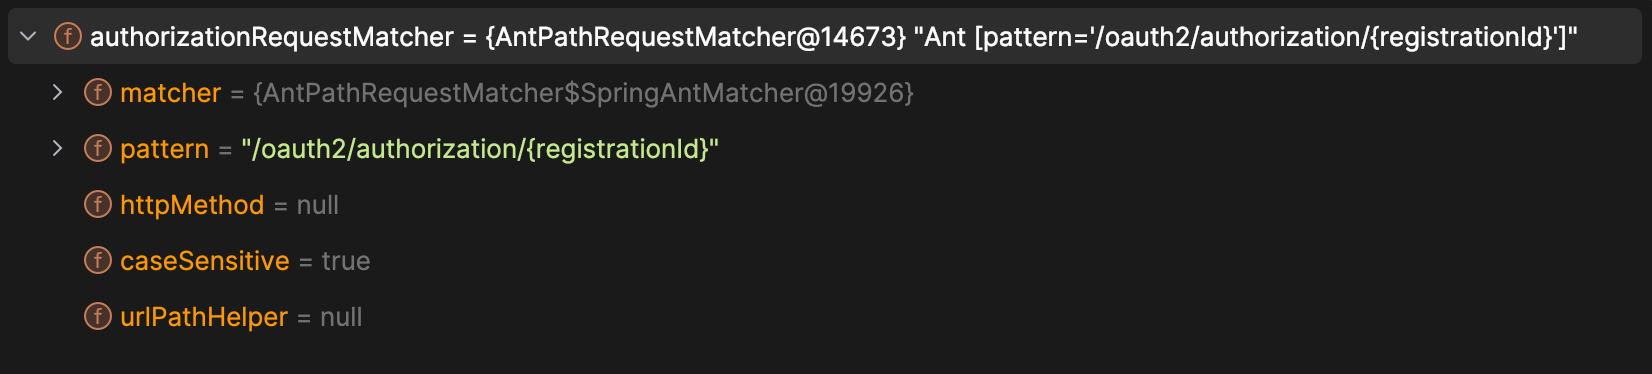 f authorizationRequestMatcher = {AntPathRequestMatcher@14673} "Ant [pattern='/oauth2/authorization/{registrationId}']"
f matcher = {AntPathRequestMatcher$SpringAntMatcher@19926}
f pattern = "/oauth2/authorization/{registrationId}"
f httpMethod = null
f caseSensitive = true
f urlPathHelper = null